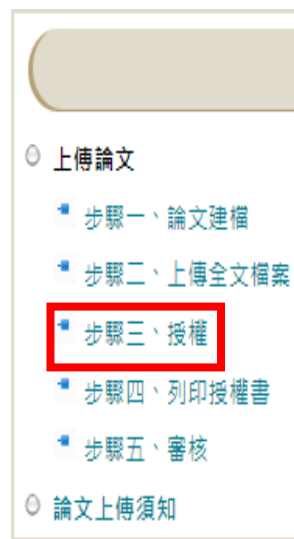 上傳論文
步驟一、論文建檔
步驟二、上傳全文檔案
步驟三、授權
步驟四、列印授權書
步驟五、審核
論文上傳須知